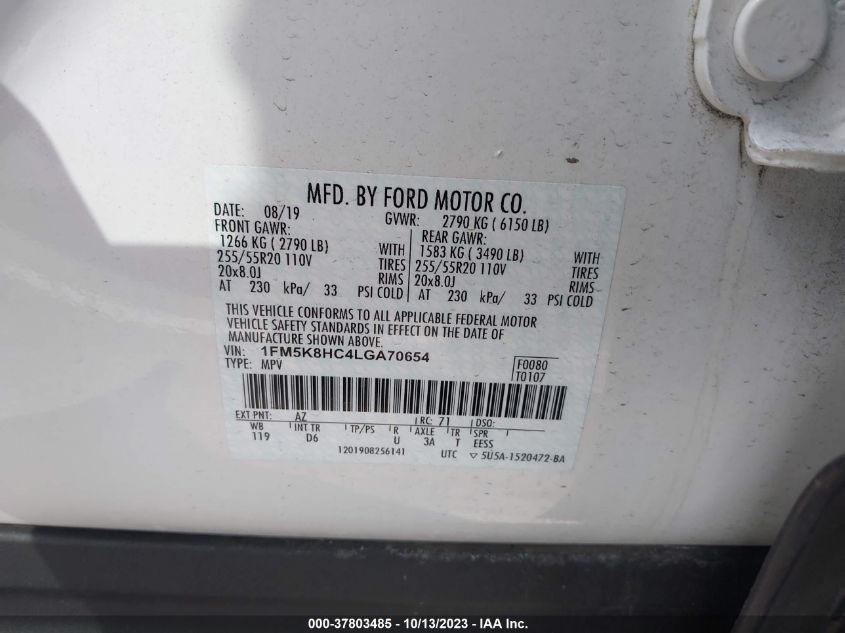 MFD. BY FORD MOTOR CO.
DATE: 08/19 GVWR: 2790 KG ( 6150 LB)
FRONT GAWR: REAR GAWR:
1266 KG ( 2790 LB) WITH 1583 KG ( 3490 LB) WITH
255/55R20 110V TIRES 255/55R20 110V TIRES
20x8.0J RIMS 20x8.0J RIMS
AT 230 kPa/ 33 PSI COLD AT 230 kPa/ 33 PSI COLD
THIS VEHICLE CONFORMS TO ALL APPLICABLE FEDERAL MOTOR
VEHICLE SAFETY STANDARDS IN EFFECT ON THE DATE OF
MANUFACTURE SHOWN ABOVE.
VIN: 1FM5K8HC4LGA70654 F0080
TYPE: MPV T0107
EXT PNT: AZ RC: 71 DSO:
WB INT TR TP/PS R AXLE TR SPR
119 D6 U 3A T EESS
1201908256141 UTC ▽ 5U5A-1520472-BA
000-37803485 - 10/13/2023 - IAA Inc.